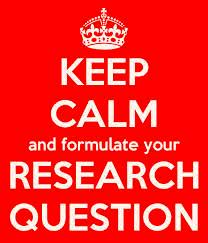 KEEP
CALM
and formulate your
RESEARCH
QUESTION